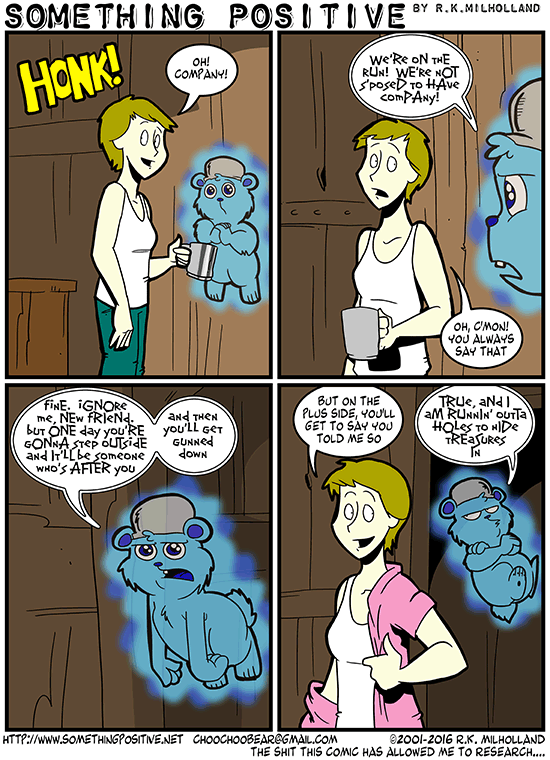 SOMETHING POSITIVE BY R.K.MILHOLLAND
HONK!
OH!
COMPANY!
We'Re oN THE
RUN! WE'Re NOT
S'PoseD TO HAve
comPANy!
OH, C'MON!
YOU ALWAYS
SAY THAT
FiNE. iGNORe
me, NEw FRIeNd.
but ONE day you'RE
GONNA step oUTSidE
aNd IT'LL be someoNe
wHo's AFTER you
aNd THEN
you'LL GeT
GuNNed
dowN
BUT ON THE
PLUS SIDE, YOU'LL
GET TO SAY YOU
TOLD ME SO
TRUe, aNd I
aM RUNNIN' ouTTa
HOLes To HIDe
TREaSuReS
IN
HTTP://WWW.SOMETHINGPOSITIVE.NET CHOOCHOOBEAR@GMAIL.COM ©2001-2016 R.K. MILHOLLAND
THE SHIT THIS COMIC HAS ALLOWED ME TO RESEARCH....